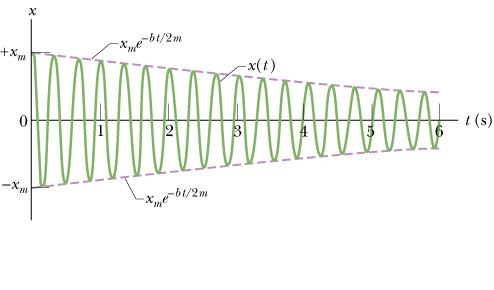 x
+x_m
x_m e^{-bt/2m}
x(t)
0
1
2
3
4
5
6
t (s)
-x_m
x_m e^{-bt/2m}